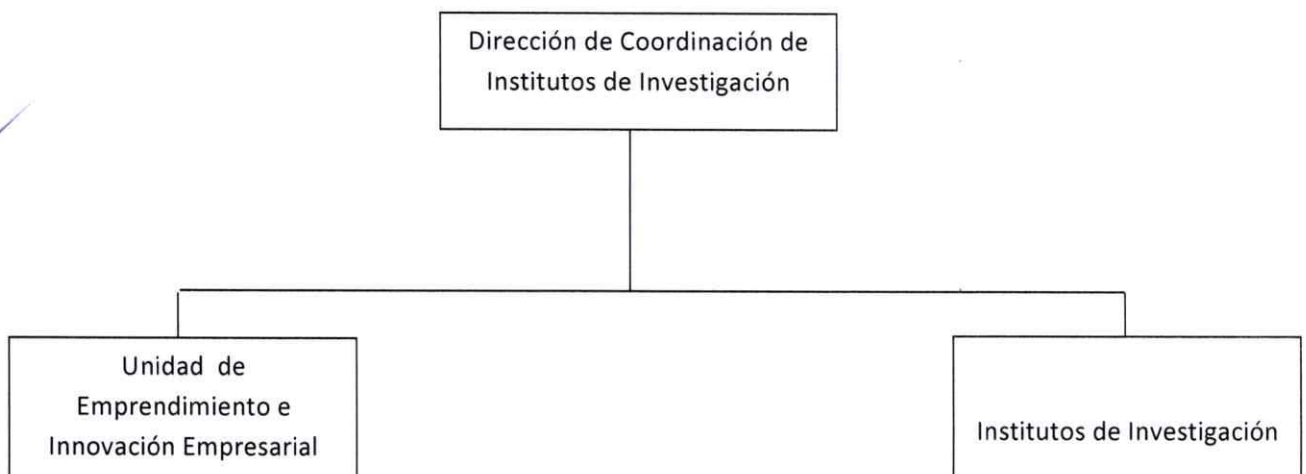 Dirección de Coordinación de
Institutos de Investigación
Unidad de
Emprendimiento e
Innovación Empresarial
Institutos de Investigación